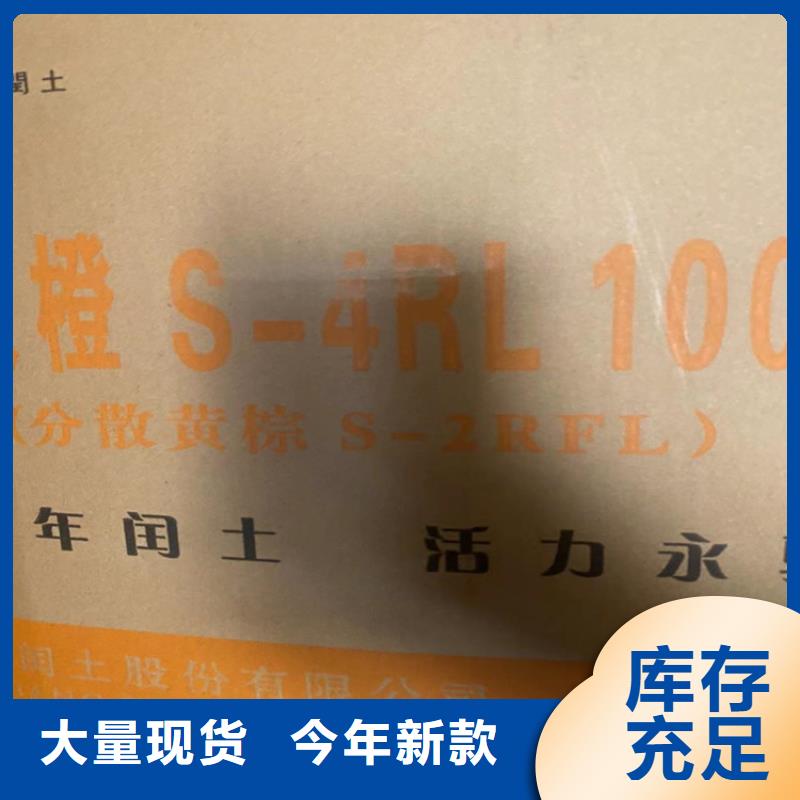 閏土
橙 S-4RL 100
(分散黄棕 S-2RFL)
年闰土 活力永
闰土股份有限公司
库存
充足
大量现货 今年新款